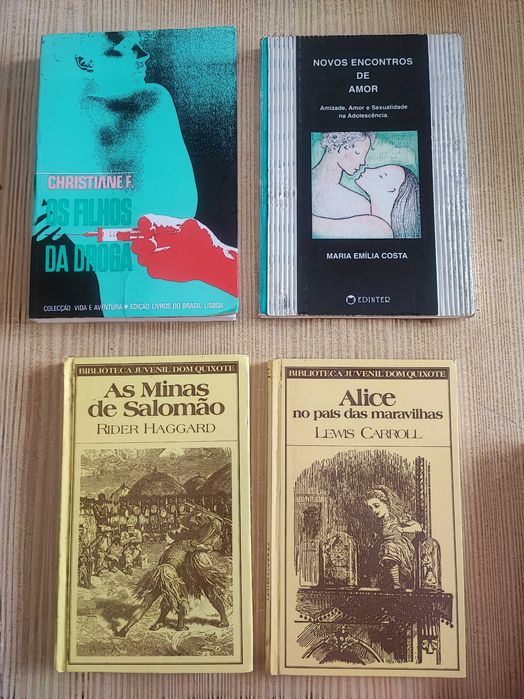 CHRISTIANE F.
OS FILHOS
DA DROGA
COLECÇÃO VIDA E AVENTURA • EDIÇÃO LIVROS DO BRASIL LISBOA
NOVOS ENCONTROS
DE
AMOR
Amizade, Amor e Sexualidade
na Adolescência.
MARIA EMÍLIA COSTA
EDINTER
BIBLIOTECA JUVENIL DOM QUIXOTE
As Minas
de Salomão
RIDER HAGGARD
BIBLIOTECA JUVENIL DOM QUIXOTE
Alice
no país das maravilhas
LEWIS CARROLL